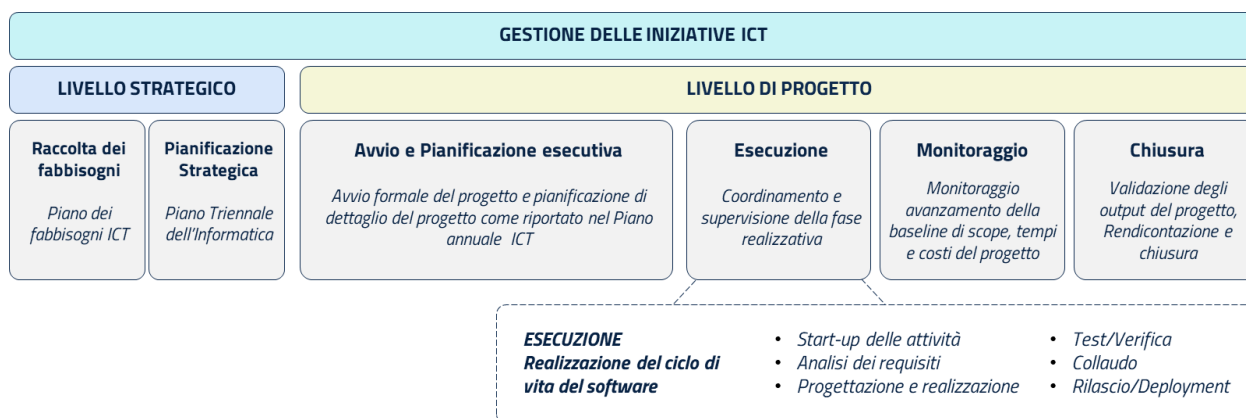 GESTIONE DELLE INIZIATIVE ICT
LIVELLO STRATEGICO
LIVELLO DI PROGETTO
Raccolta dei
fabbisogni
Piano dei
fabbisogni ICT
Pianificazione
Strategica
Piano Triennale
dell'Informatica
Avvio e Pianificazione esecutiva
Avvio formale del progetto e pianificazione di
dettaglio del progetto come riportato nel Piano
annuale ICT
Esecuzione
Coordinamento e
supervisione della fase
realizzativa
Monitoraggio
Monitoraggio
avanzamento della
baseline di scope, tempi
e costi del progetto
Chiusura
Validazione degli
output del progetto,
Rendicontazione e
chiusura
ESECUZIONE
Realizzazione del ciclo di
vita del software
• Start-up delle attività
• Analisi dei requisiti
• Progettazione e realizzazione
• Test/Verifica
• Collaudo
• Rilascio/Deployment